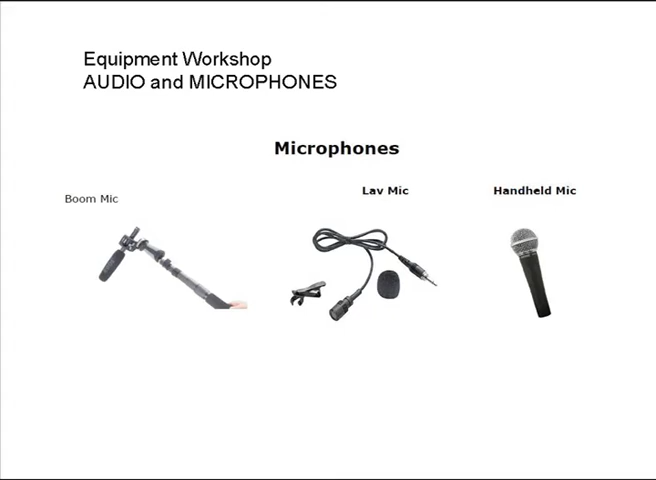 Equipment Workshop
AUDIO and MICROPHONES
Microphones
Boom Mic
Lav Mic
Handheld Mic